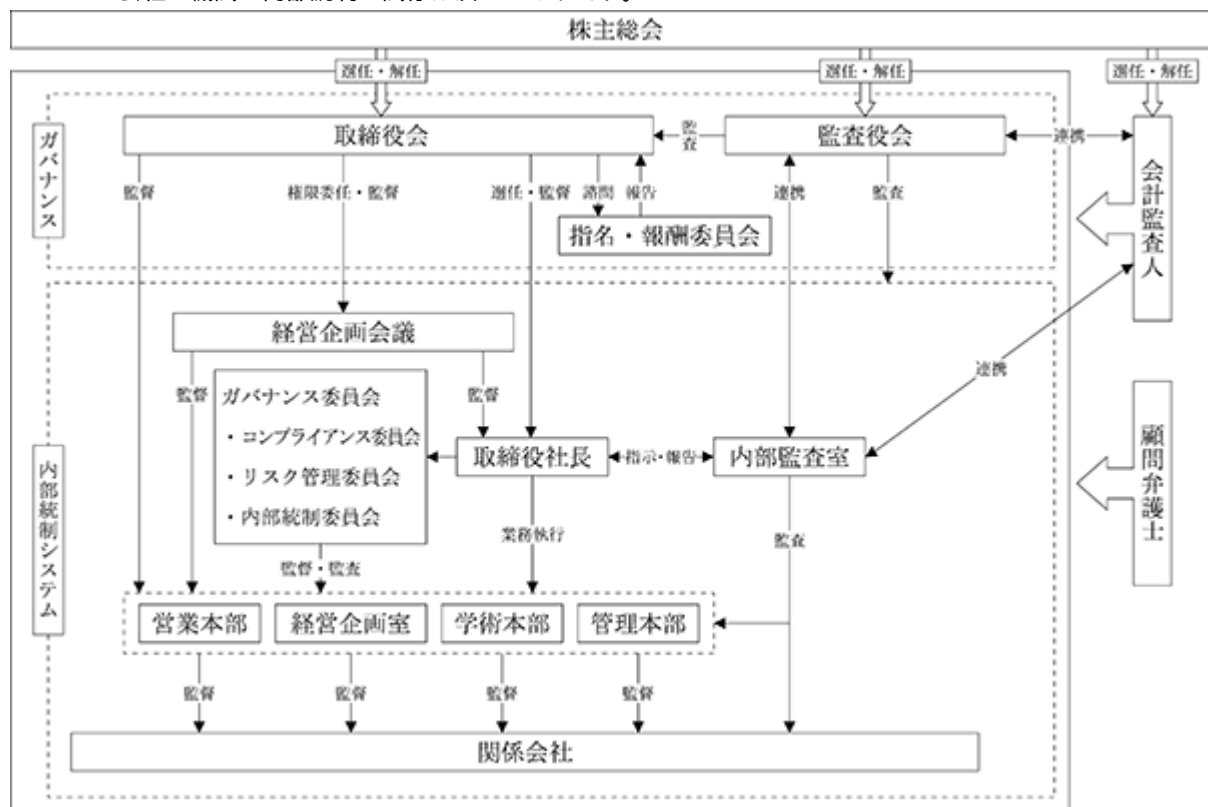 株主総会
選任・解任
選任・解任
選任・解任
ガバナンス
取締役会
監査
監査役会
連携
会計監査人
監督
権限委任・監督
選任・監督
諮問
報告
連携
監査
指名・報酬委員会
内部統制システム
経営企画会議
監督
監督
連携
ガバナンス委員会
・コンプライアンス委員会
・リスク管理委員会
・内部統制委員会
取締役社長
指示・報告
内部監査室
顧問弁護士
監督・監査
業務執行
監査
営業本部
経営企画室
学術本部
管理本部
監督
監督
監督
監督
関係会社